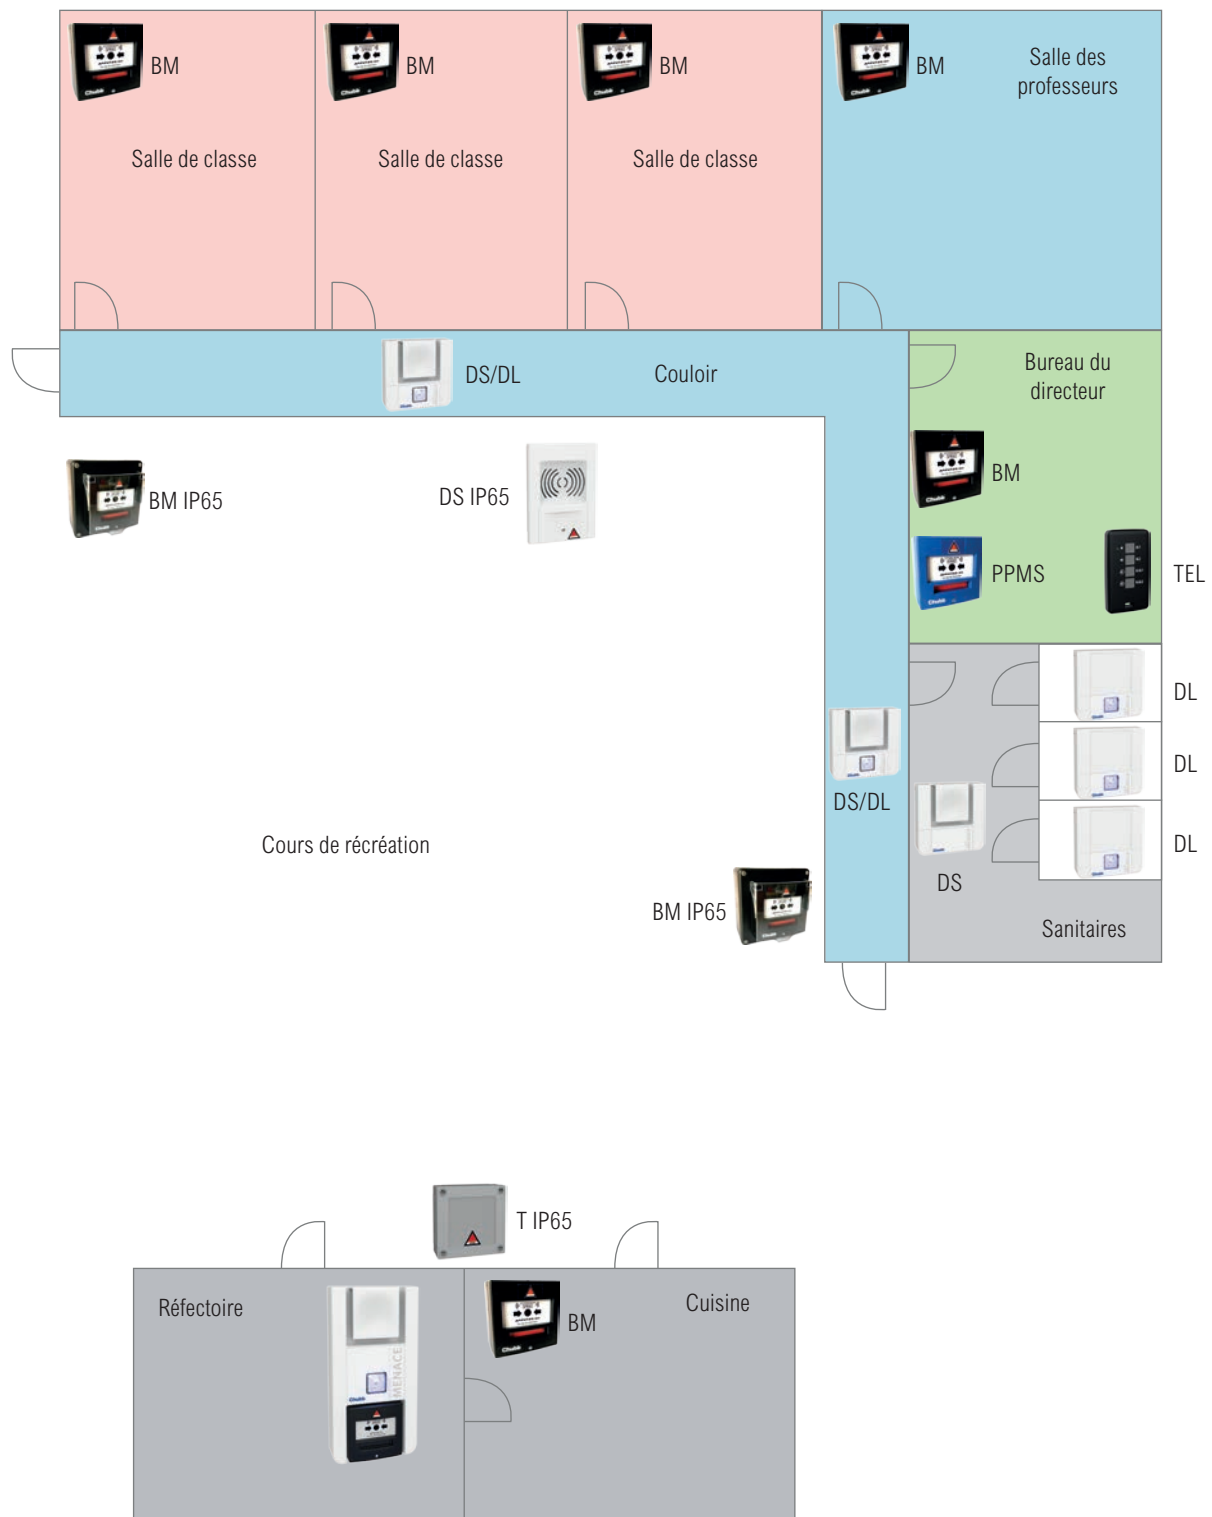 BM
BM
BM
BM
Salle des
professeurs
Salle de classe
Salle de classe
Salle de classe
DS/DL
Couloir
Bureau du
directeur
BM IP65
DS IP65
BM
PPMS
TEL
DL
DL
DS/DL
DL
Cours de récréation
DS
BM IP65
Sanitaires
T IP65
Réfectoire
MENACE
BM
Cuisine
Chubb